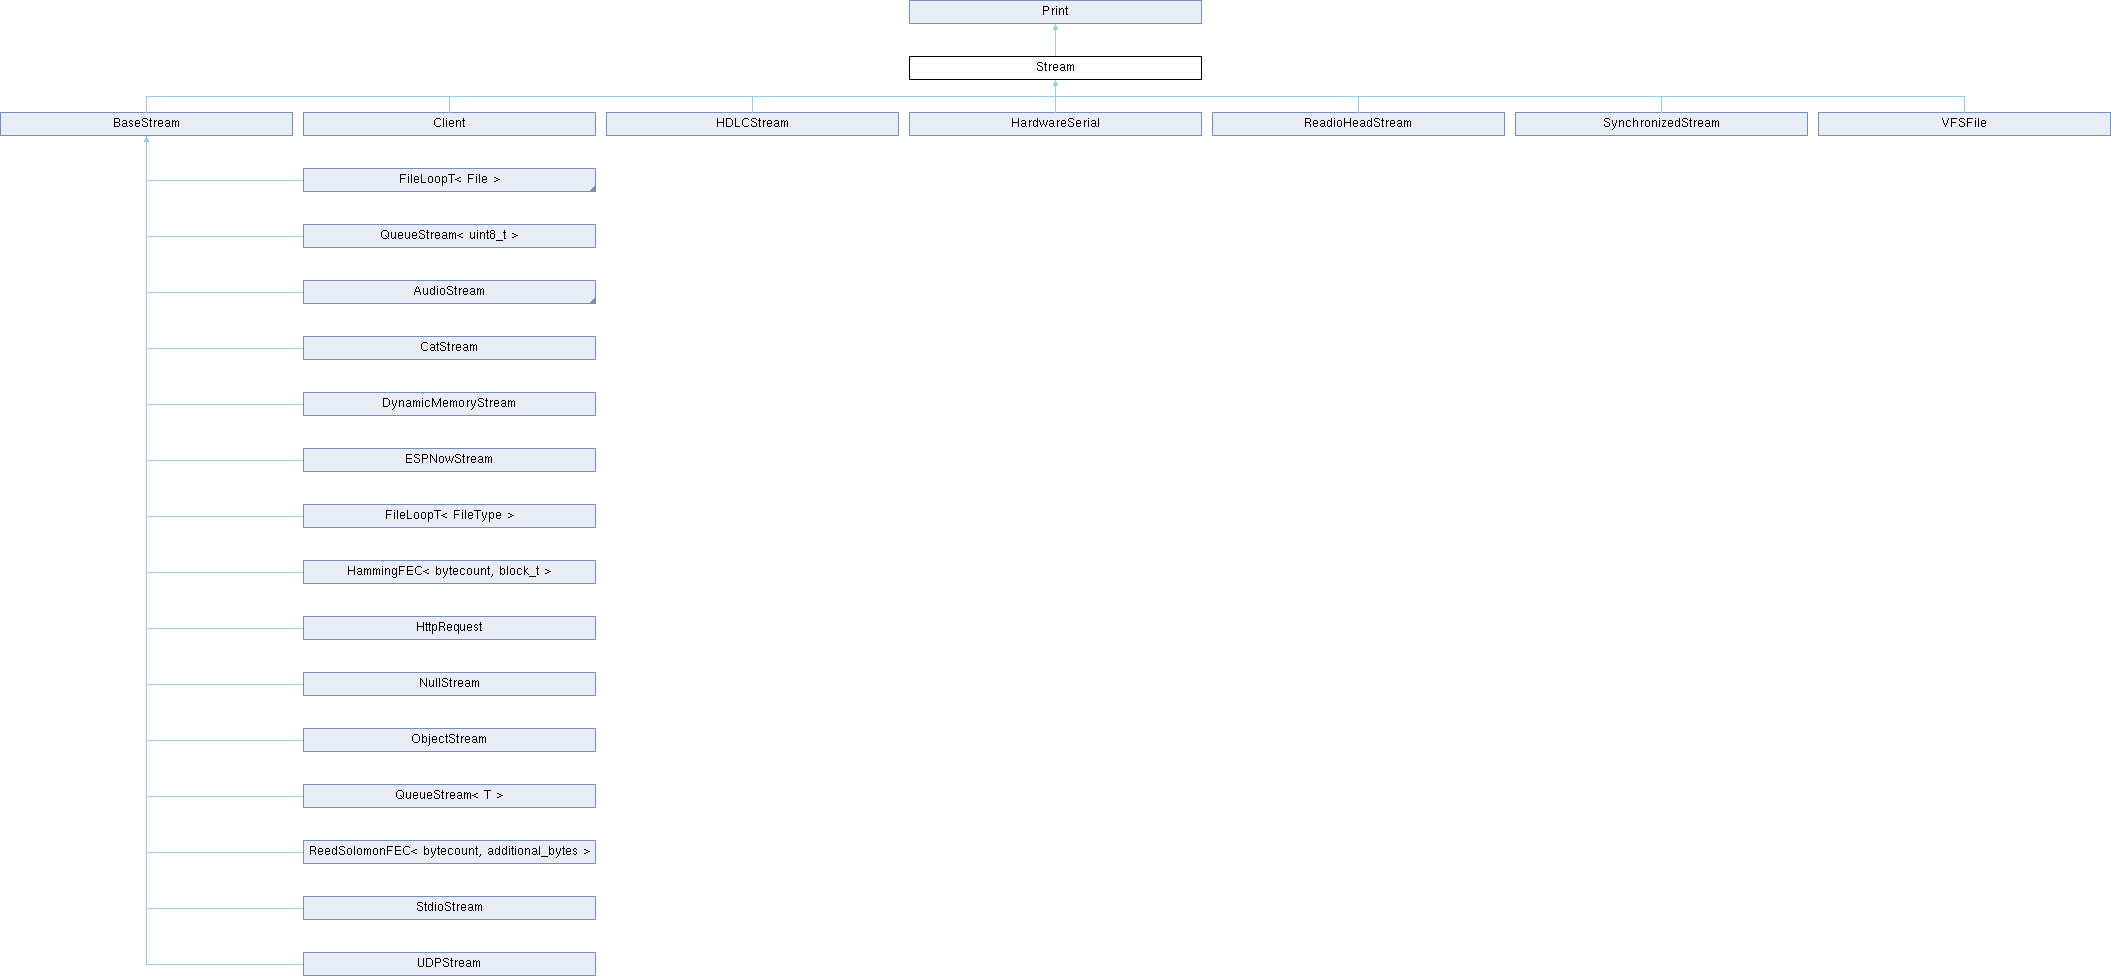 Print
Stream
BaseStream
Client
HDLCStream
HardwareSerial
ReadioHeadStream
SynchronizedStream
VFSFile
FileLoopT< File >
QueueStream< uint8_t >
AudioStream
CatStream
DynamicMemoryStream
ESPNowStream
FileLoopT< FileType >
HammingFEC< bytecount, block_t >
HttpRequest
NullStream
ObjectStream
QueueStream< T >
ReedSolomonFEC< bytecount, additional_bytes >
StdioStream
UDPStream